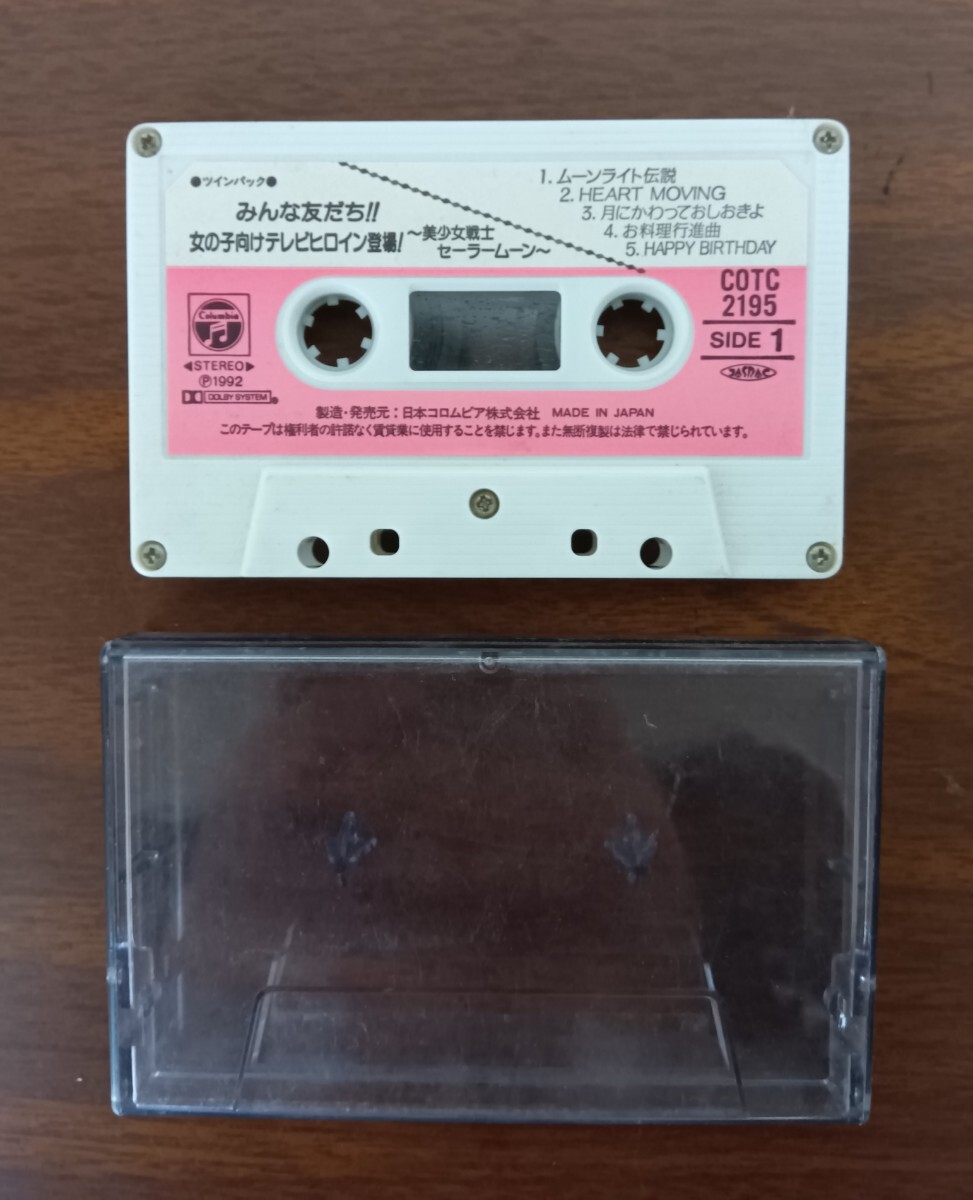 ●ツインパック●
みんな友だち!!
女の子向けテレビヒロイン登場!
〜美少女戦士
セーラームーン〜
1. ムーンライト伝説
2. HEART MOVING
3. 月にかわっておしおきよ
4. お料理行進曲
5. HAPPY BIRTHDAY
COTC
2195
SIDE 1
JASRAC
Columbia
◀STEREO▶
Ⓟ1992
DOLBY SYSTEM
製造・発売元：日本コロムビア株式会社 MADE IN JAPAN
このテープは権利者の許諾なく賃貸業に使用することを禁じます。また無断複製は法律で禁じられています。